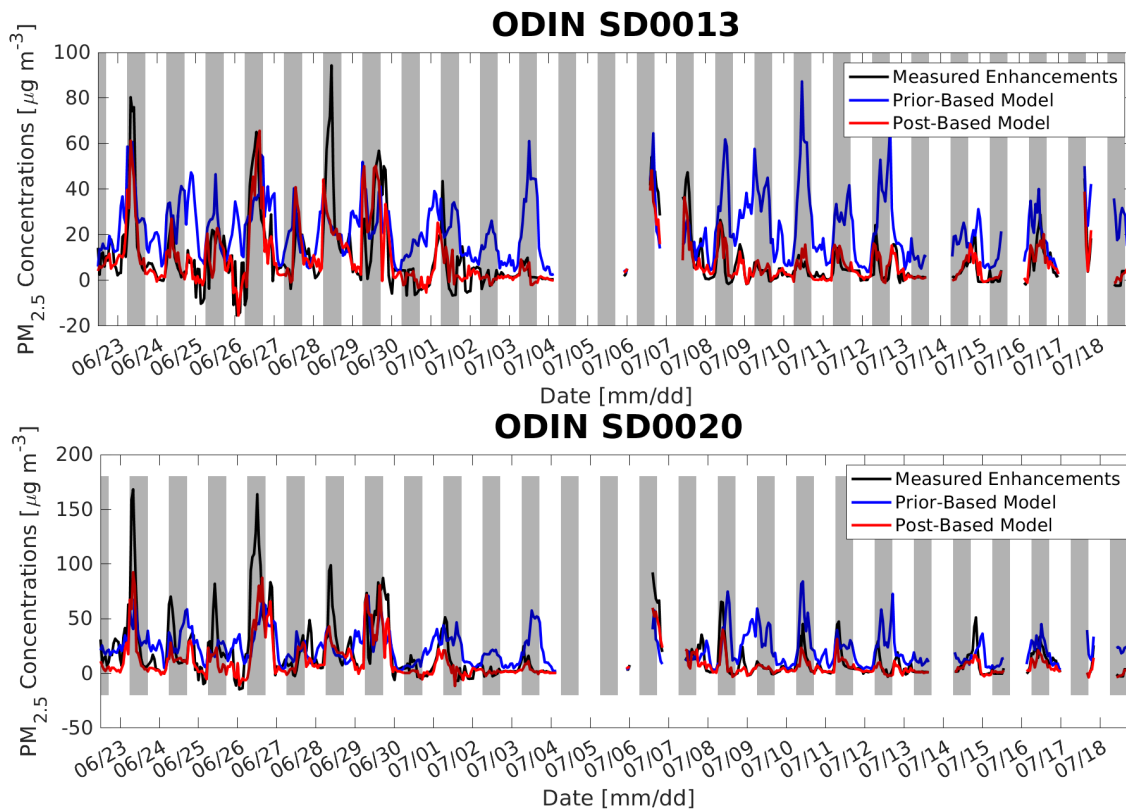 ODIN SD0013
PM2.5 Concentrations [μg m-3]
100
80
60
40
20
0
-20
Measured Enhancements
Prior-Based Model
Post-Based Model
06/23 06/24 06/25 06/26 06/27 06/28 06/29 06/30 07/01 07/02 07/03 07/04 07/05 07/06 07/07 07/08 07/09 07/10 07/11 07/12 07/13 07/14 07/15 07/16 07/17 07/18
Date [mm/dd]
ODIN SD0020
PM2.5 Concentrations [μg m-3]
200
150
100
50
0
-50
Measured Enhancements
Prior-Based Model
Post-Based Model
06/23 06/24 06/25 06/26 06/27 06/28 06/29 06/30 07/01 07/02 07/03 07/04 07/05 07/06 07/07 07/08 07/09 07/10 07/11 07/12 07/13 07/14 07/15 07/16 07/17 07/18
Date [mm/dd]